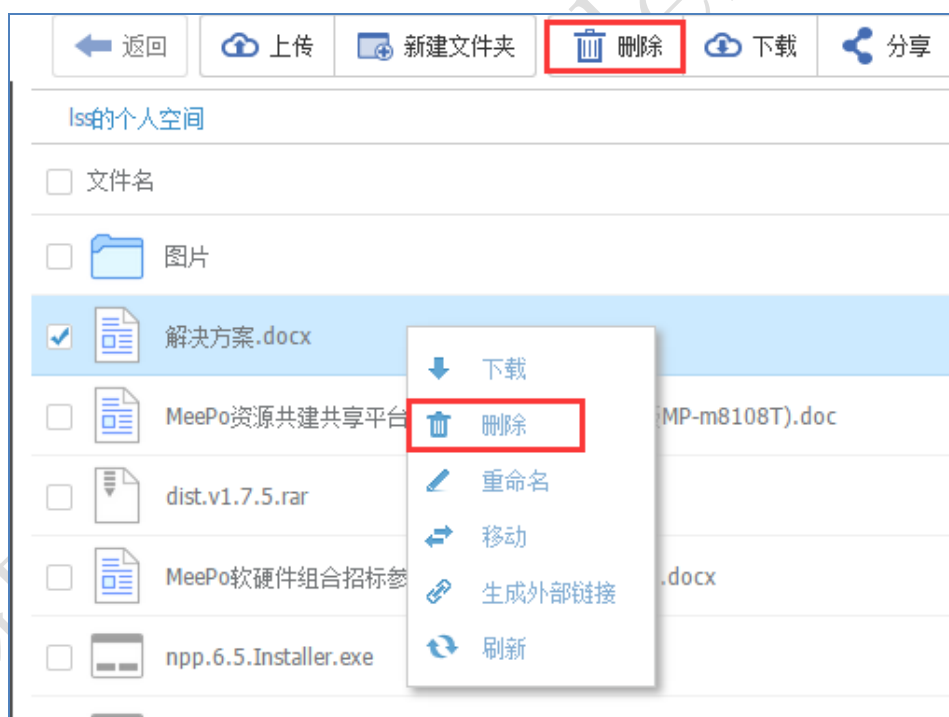 返回 上传 新建文件夹 删除 下载 分享
lss的个人空间
文件名
图片
解决方案.docx
下载
MeePo资源共建共享平台 MP-m8108T).doc
删除
重命名
dist.v1.7.5.rar
移动
MeePo软硬件组合招标参 .docx
生成外部链接
刷新
npp.6.5.Installer.exe